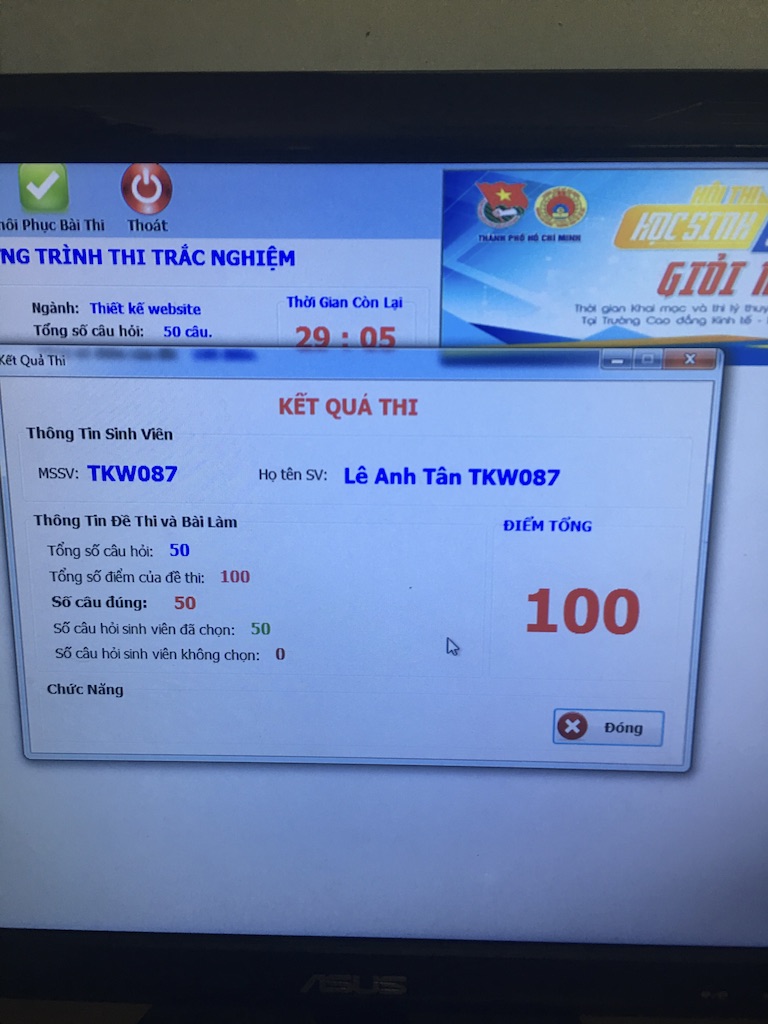 Phục Bài Thi
Thoát
THÀNH PHỐ HỒ CHÍ MINH
HỘI THI
HỌC SINH
GIỎI
Thời gian Khai mạc và thi lý
Tại Trường Cao đẳng Kinh tế -
TRÌNH THI TRẮC NGHIỆM
Ngành: Thiết kế website
Tổng số câu hỏi: 50 câu.
Thời Gian Còn Lại
29 : 05
Kết Quả Thi
KẾT QUẢ THI
Thông Tin Sinh Viên
MSSV: TKW087
Họ tên SV: Lê Anh Tân TKW087
Thông Tin Đề Thi và Bài Làm
Tổng số câu hỏi: 50
Tổng số điểm của đề thi: 100
Số câu đúng: 50
Số câu hỏi sinh viên đã chọn: 50
Số câu hỏi sinh viên không chọn: 0
ĐIỂM TỔNG
100
Chức Năng
Đóng
ASUS